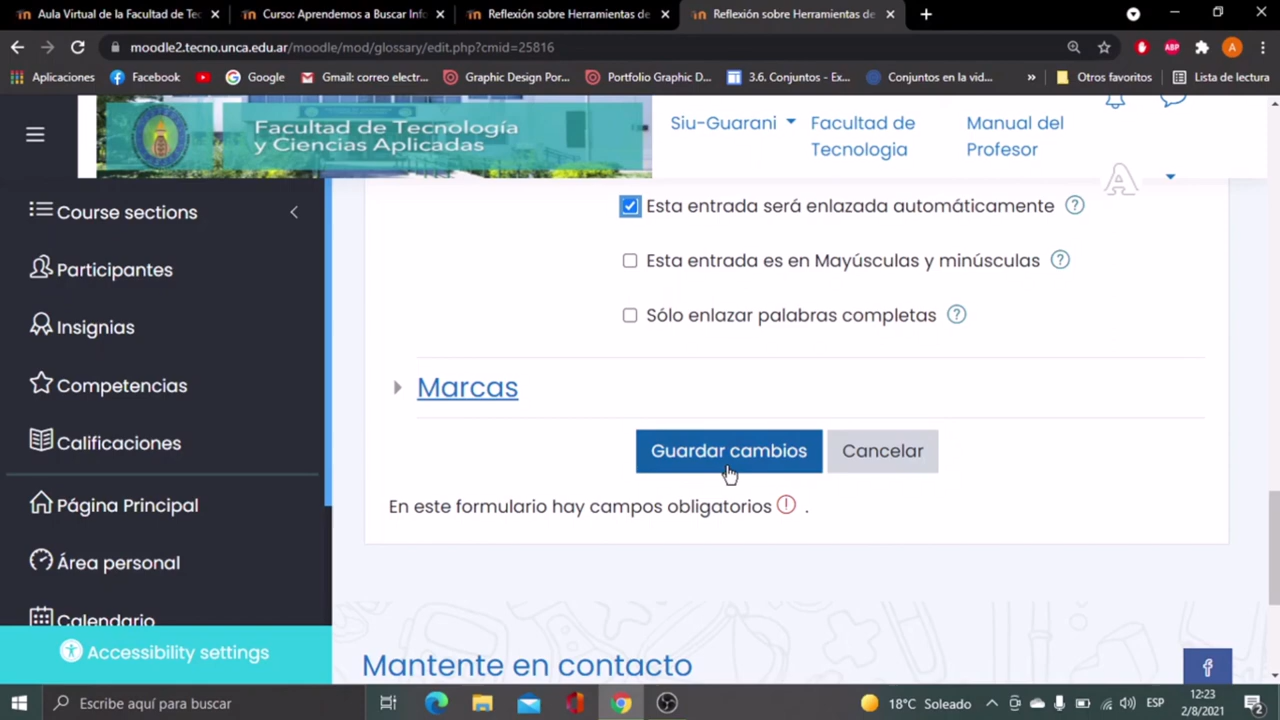 Aula Virtual de la Facultad de Tec
Curso: Aprendemos a Buscar Info
Reflexión sobre Herramientas de
Reflexión sobre Herramientas de
moodle2.tecno.unca.edu.ar/moodle/mod/glossary/edit.php?cmid=25816
ABP
A
Aplicaciones
Facebook
Google
Gmail: correo electr...
Graphic Design Por...
Portfolio Graphic D...
3.6. Conjuntos - Ex...
Conjuntos en la vid...
»
Otros favoritos
Lista de lectura
Facultad de Tecnología
y Ciencias Aplicadas
Siu-Guarani
Facultad de
Tecnologia
Manual del
Profesor
A
Course sections
Participantes
Insignias
Competencias
Calificaciones
Página Principal
Área personal
Calendario
Accessibility settings
Esta entrada será enlazada automáticamente
Esta entrada es en Mayúsculas y minúsculas
Sólo enlazar palabras completas
Marcas
Guardar cambios
Cancelar
En este formulario hay campos obligatorios .
Mantente en contacto
Escribe aquí para buscar
18°C Soleado
ESP
12:23
2/8/2021
2